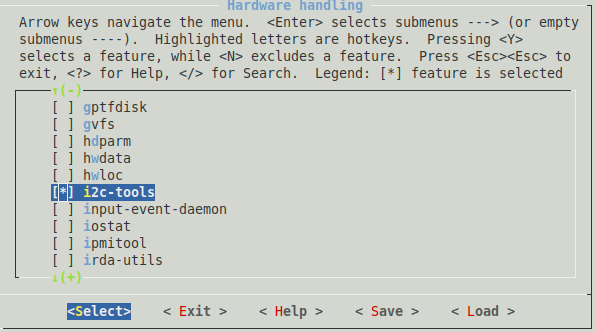 Hardware handling
Arrow keys navigate the menu.  <Enter> selects submenus ---> (or empty
submenus ----).  Highlighted letters are hotkeys.  Pressing <Y>
selects a feature, while <N> excludes a feature.  Press <Esc><Esc> to
exit, <?> for Help, </> for Search.  Legend: [*] feature is selected
↑(-)
[ ] gptfdisk
[ ] gvfs
[ ] hdparm
[ ] hwdata
[ ] hwloc
[*] i2c-tools
[ ] input-event-daemon
[ ] iostat
[ ] ipmitool
[ ] irda-utils
↓(+)
<Select>    < Exit >    < Help >    < Save >    < Load >